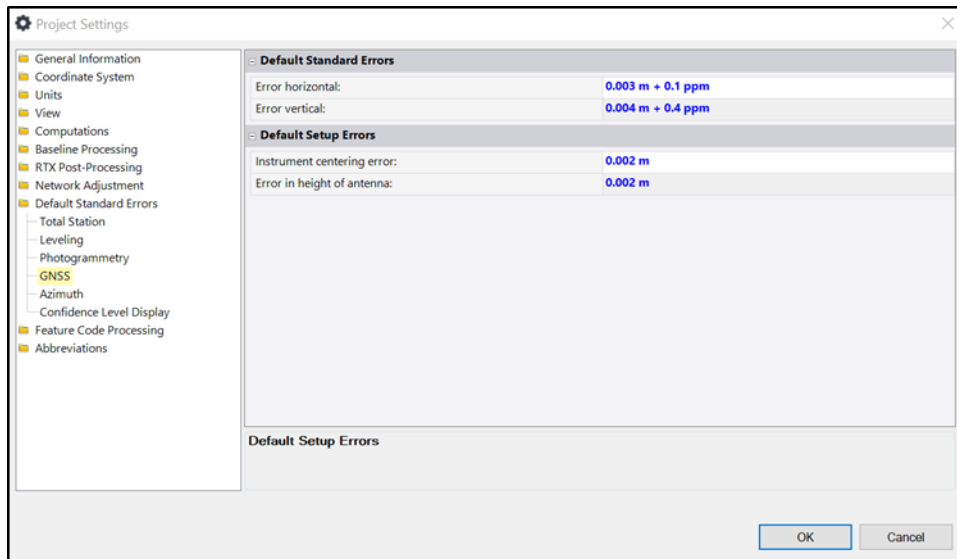 Project Settings
General Information
Coordinate System
Units
View
Computations
Baseline Processing
RTX Post-Processing
Network Adjustment
Default Standard Errors
Total Station
Leveling
Photogrammetry
GNSS
Azimuth
Confidence Level Display
Feature Code Processing
Abbreviations
Default Standard Errors
Error horizontal: 0.003 m + 0.1 ppm
Error vertical: 0.004 m + 0.4 ppm
Default Setup Errors
Instrument centering error: 0.002 m
Error in height of antenna: 0.002 m
Default Setup Errors
OK Cancel